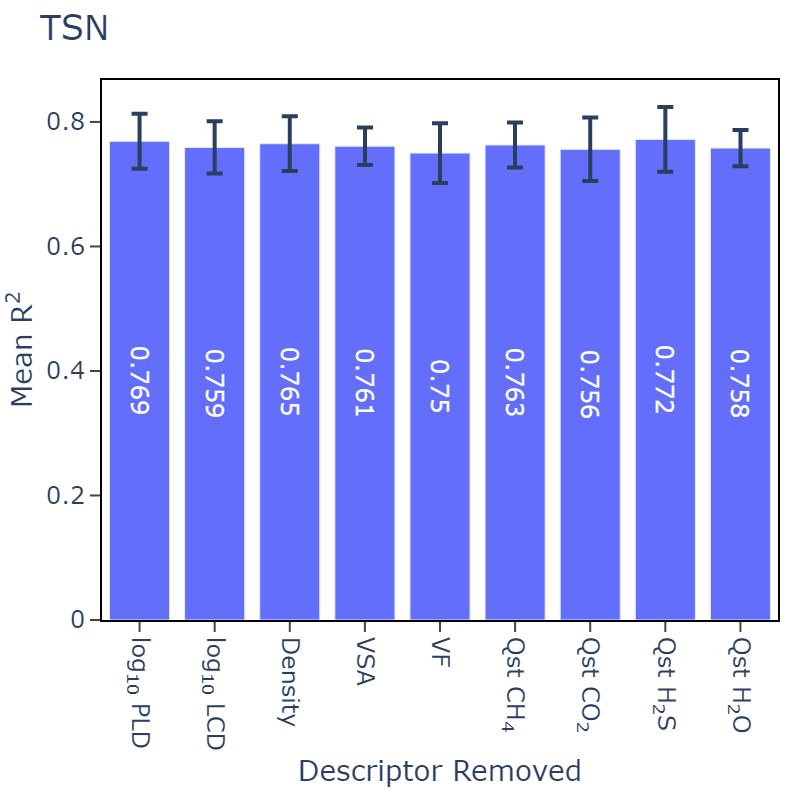 TSN
Mean R²
0.8
0.6
0.4
0.2
0
0.769
0.759
0.765
0.761
0.75
0.763
0.756
0.772
0.758
log₁₀ PLD
log₁₀ LCD
Density
VSA
VF
Qst CH₄
Qst CO₂
Qst H₂S
Qst H₂O
Descriptor Removed